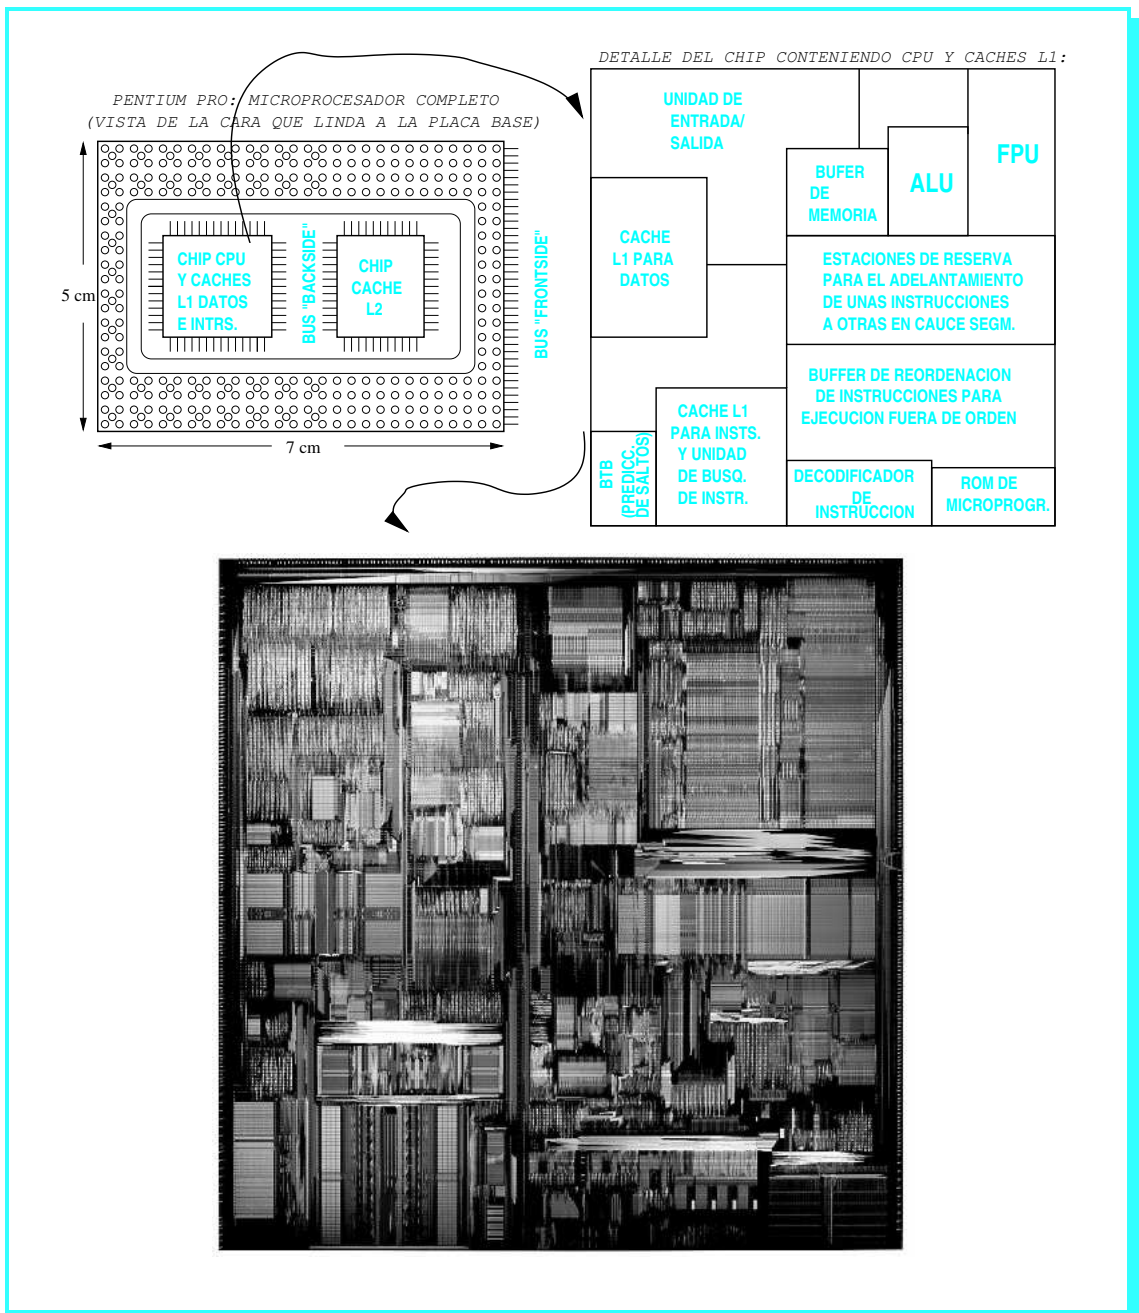 DETALLE DEL CHIP CONTENIENDO CPU Y CACHES L1:
PENTIUM PRO: MICROPROCESADOR COMPLETO
(VISTA DE LA CARA QUE LINDA A LA PLACA BASE)
5 cm
7 cm
CHIP CPU
Y CACHES
L1 DATOS
E INTRS.
BUS "BACKSIDE"
CHIP
CACHE
L2
BUS "FRONTSIDE"
UNIDAD DE
ENTRADA/
SALIDA
BUFER
DE
MEMORIA
ALU
FPU
CACHE
L1 PARA
DATOS
ESTACIONES DE RESERVA
PARA EL ADELANTAMIENTO
DE UNAS INSTRUCCIONES
A OTRAS EN CAUCE SEGM.
BUFFER DE REORDENACION
DE INSTRUCCIONES PARA
EJECUCION FUERA DE ORDEN
BTB
(PREDICC.
DE SALTOS)
CACHE L1
PARA INSTS.
Y UNIDAD
DE BUSQ.
DE INSTR.
DECODIFICADOR
DE
INSTRUCCION
ROM DE
MICROPROGR.